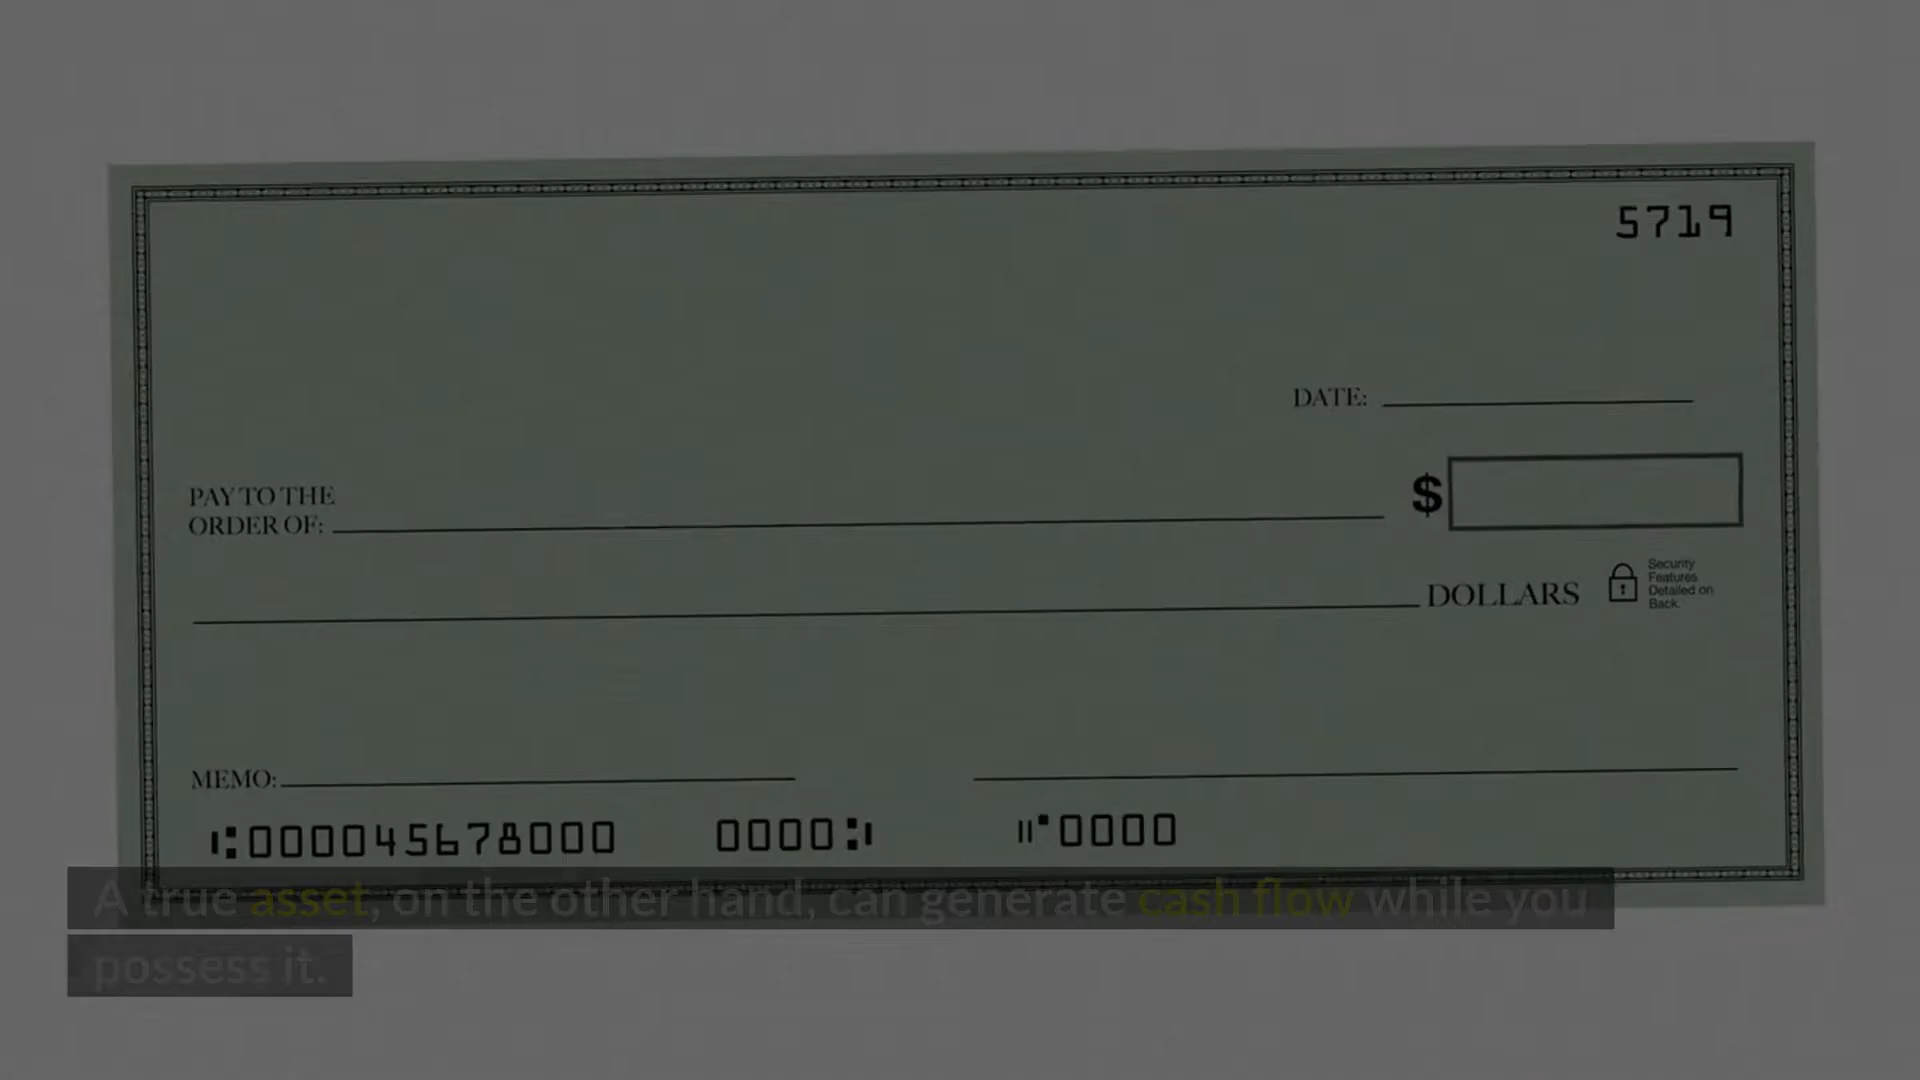 5719
DATE:
PAY TO THE
ORDER OF:
$
DOLLARS
Security
Features
Detailed on
Back.
MEMO:
⑆000045678000 0000⑆ ⑈0000
A true asset, on the other hand, can generate cash flow while you
possess it.